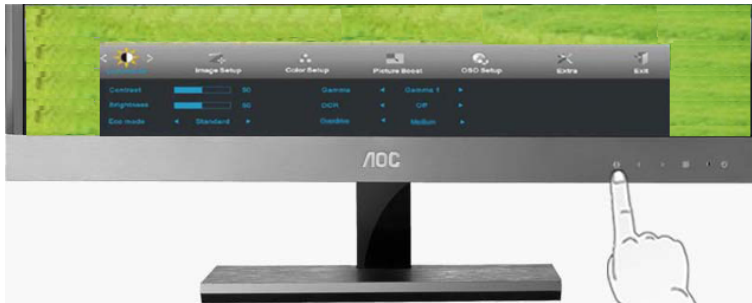 Image Setup Color Setup Picture Boost OSD Setup Extra Exit
Contrast 50 Gamma Gamma 1
Brightness 50 DCR Off
Eco mode Standard Overdrive Medium
AOC